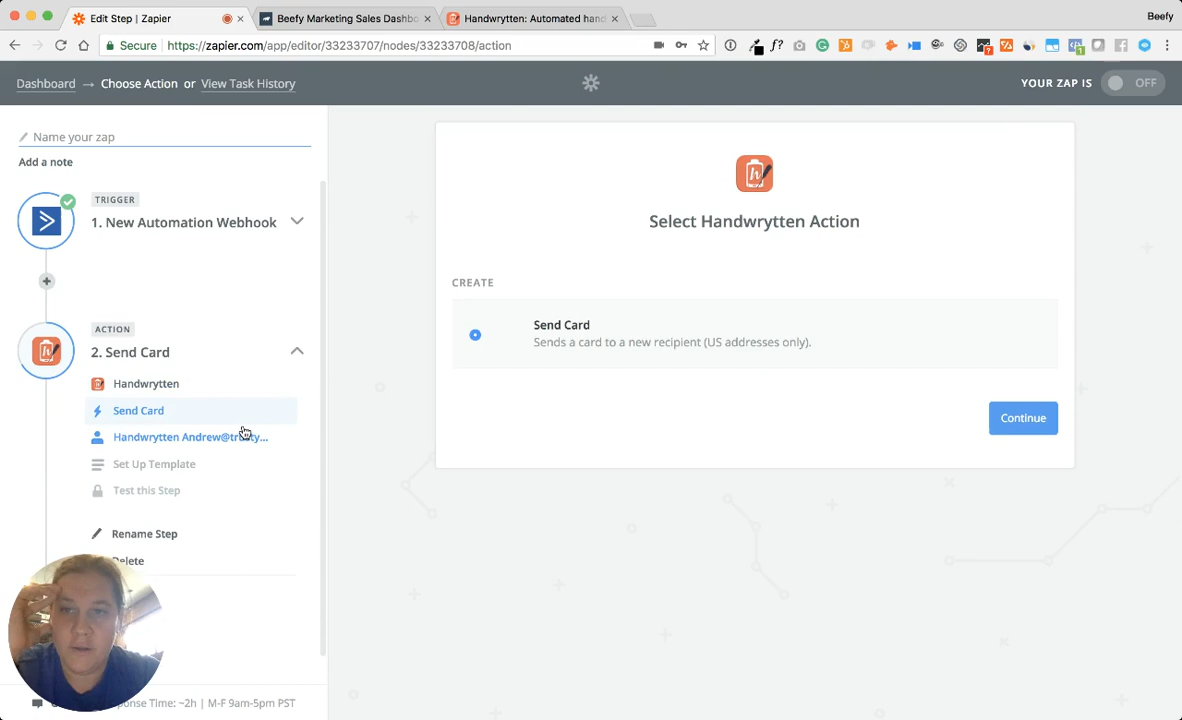 Edit Step | Zapier
Beefy Marketing Sales Dashbo
Handwrytten: Automated hand
Beefy
Secure
https://zapier.com/app/editor/33233707/nodes/33233708/action
Dashboard → Choose Action or View Task History
YOUR ZAP IS OFF
Name your zap
Add a note
TRIGGER
1. New Automation Webhook
ACTION
2. Send Card
Handwrytten
Send Card
Handwrytten Andrew@tr
Set Up Template
Test this Step
Rename Step
Delete
Response Time: ~2h | M-F 9am-5pm PST
Select Handwrytten Action
CREATE
Send Card
Sends a card to a new recipient (US addresses only).
Continue